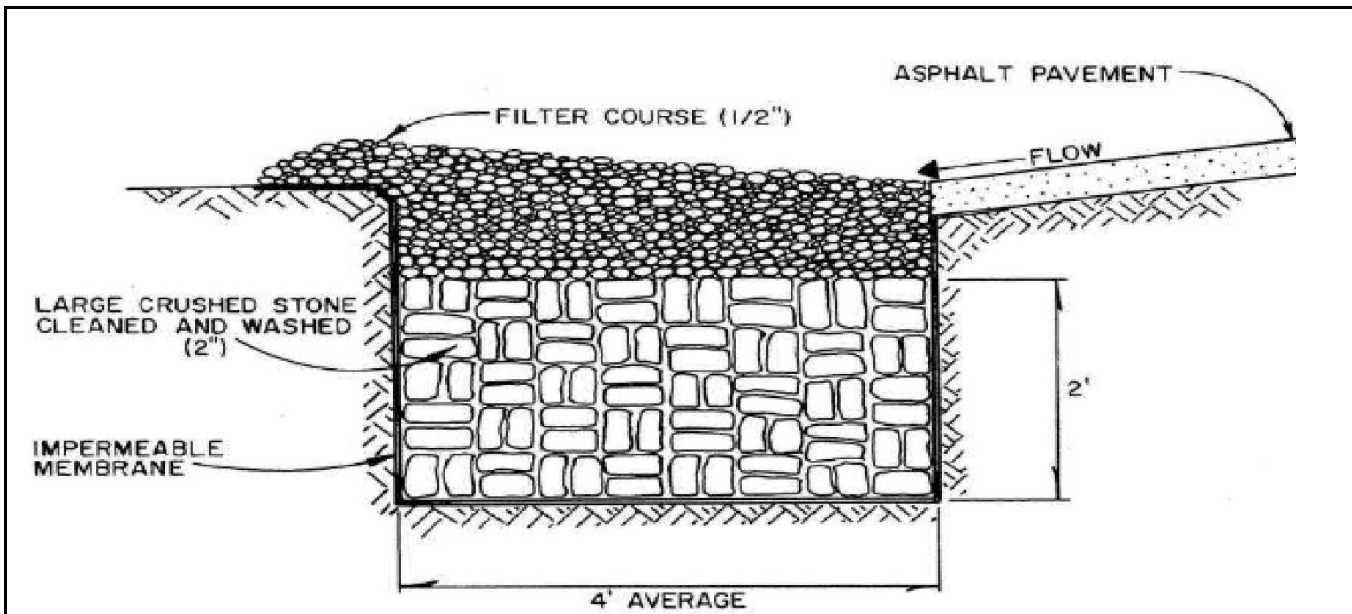 ASPHALT PAVEMENT
FILTER COURSE (1/2")
FLOW
LARGE CRUSHED STONE
CLEANED AND WASHED
(2")
2'
IMPERMEABLE
MEMBRANE
4' AVERAGE